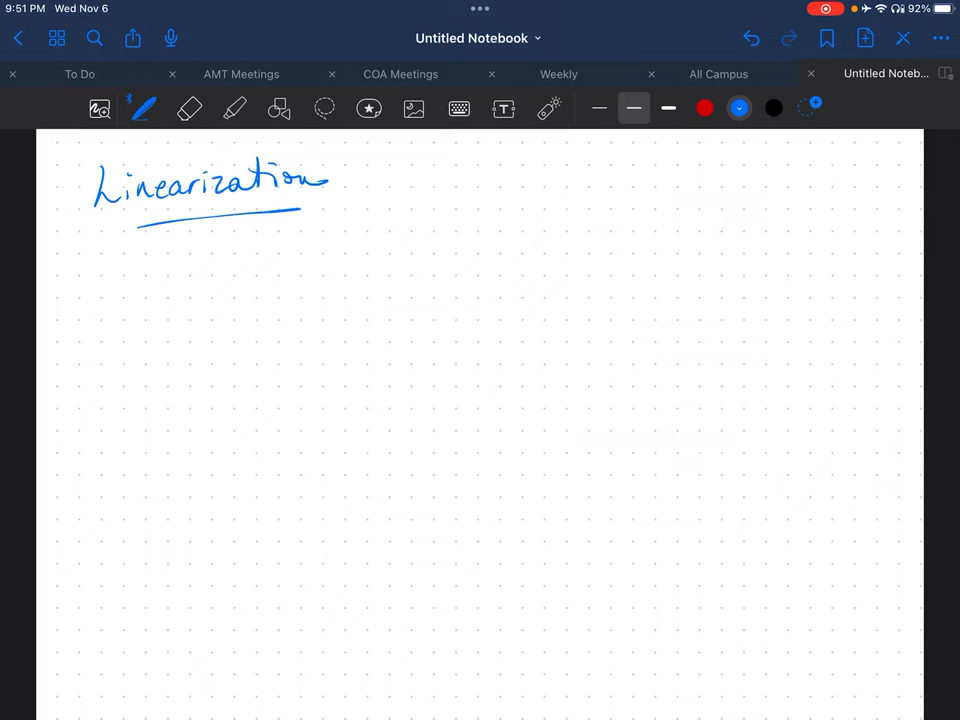 9:51 PM Wed Nov 6 92%
Untitled Notebook
To Do AMT Meetings COA Meetings Weekly All Campus Untitled Noteb...
Linearization